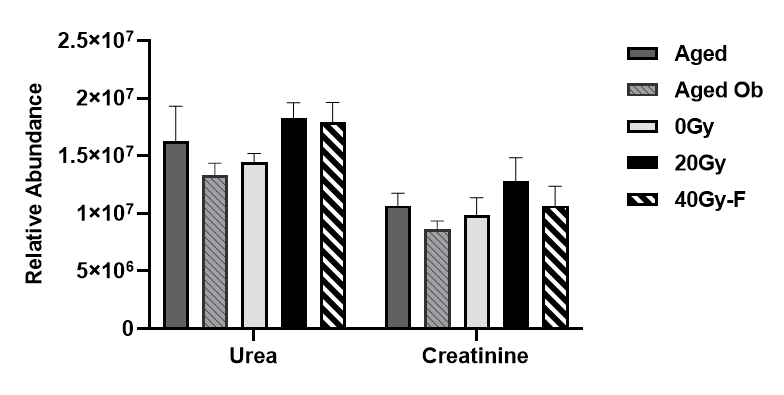 2.5×10⁷
2×10⁷
1.5×10⁷
1×10⁷
5×10⁶
0
Relative Abundance
Urea
Creatinine
Aged
Aged Ob
0Gy
20Gy
40Gy-F